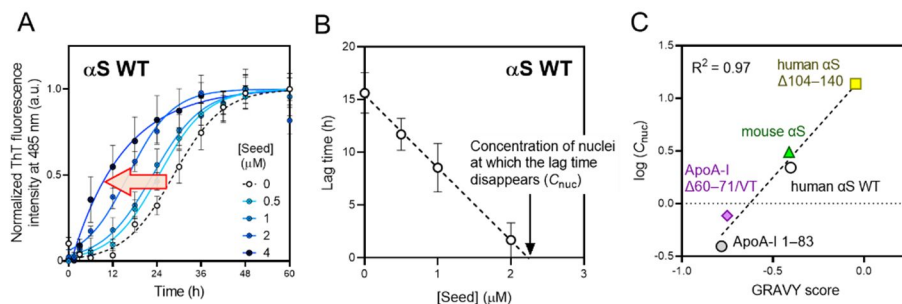 A
αS WT
Normalized ThT fluorescence
intensity at 485 nm (a.u.)
1.0
0.5
0
0
12
24
36
48
60
Time (h)
[Seed]
(μM)
0
0.5
1
2
4
B
αS WT
Lag time (h)
20
15
10
5
0
0
1
2
3
[Seed] (μM)
Concentration of nuclei
at which the lag time
disappears (Cnuc)
C
R² = 0.97
log (Cnuc)
1.5
1.0
0.5
0.0
-0.5
-1.0
-0.5
0.0
GRAVY score
human αS
Δ104–140
mouse αS
human αS WT
ApoA-I
Δ60–71/VT
ApoA-I 1–83